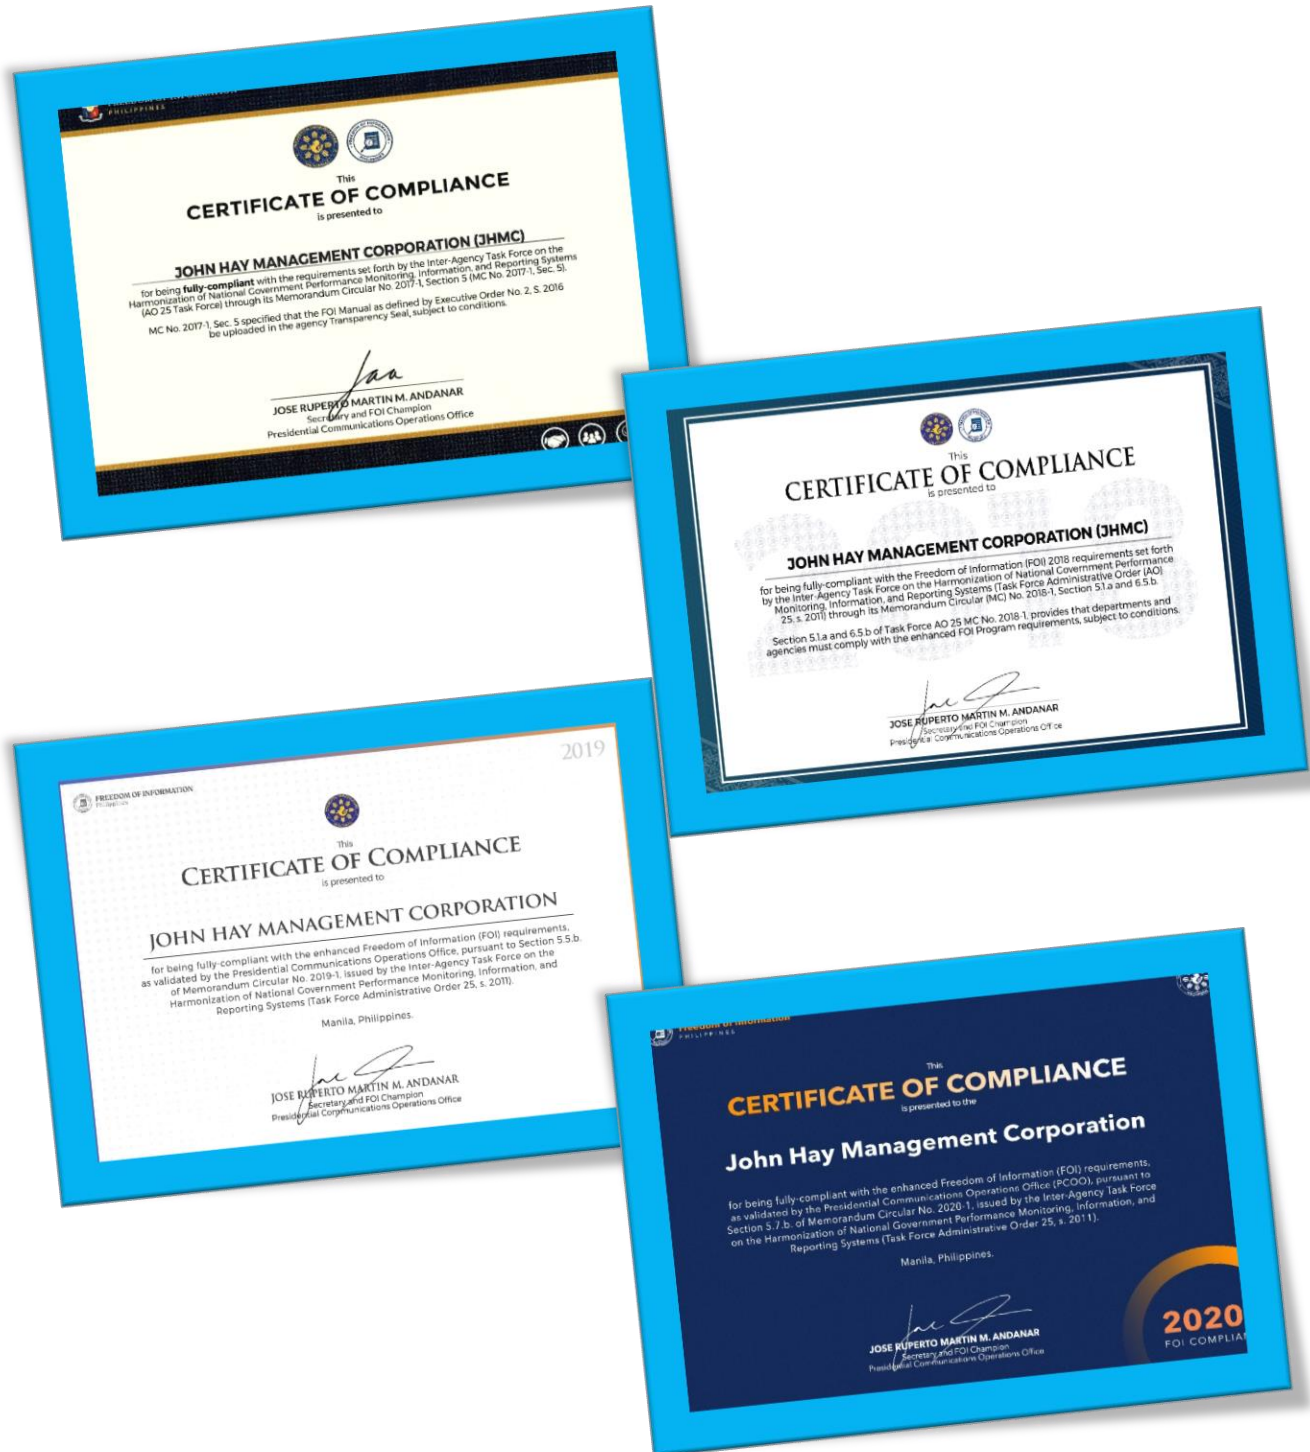 PHILIPPINES
This
CERTIFICATE OF COMPLIANCE
is presented to
JOHN HAY MANAGEMENT CORPORATION (JHMC)
for being fully-compliant with the requirements set forth by the Inter-Agency Task Force on the
Harmonization of National Government Performance Monitoring, Information, and Reporting Systems
(AO 25 Task Force) through its Memorandum Circular No. 2017-1, Section 5 (MC No. 2017-1, Sec. 5).
MC No. 2017-1, Sec. 5 specified that the FOI Manual as defined by Executive Order No. 2, S. 2016
be uploaded in the agency Transparency Seal, subject to conditions.
JOSE RUPERTO MARTIN M. ANDANAR
Secretary and FOI Champion
Presidential Communications Operations Office
2018
This
CERTIFICATE OF COMPLIANCE
is presented to
JOHN HAY MANAGEMENT CORPORATION (JHMC)
for being fully-compliant with the Freedom of Information (FOI) 2018 requirements set forth
by the Inter-Agency Task Force on the Harmonization of National Government Performance
Monitoring, Information, and Reporting Systems (Task Force Administrative Order (AO)
25, s. 2011) through its Memorandum Circular (MC) No. 2018-1, Section 5.1.a and 6.5.b.
Section 5.1.a and 6.5.b of Task Force AO 25 MC No. 2018-1, provides that departments and
agencies must comply with the enhanced FOI Program requirements, subject to conditions.
JOSE RUPERTO MARTIN M. ANDANAR
Secretary and FOI Champion
Presidential Communications Operations Office
2019
FREEDOM OF INFORMATION
Philippines
This
CERTIFICATE OF COMPLIANCE
is presented to
JOHN HAY MANAGEMENT CORPORATION
for being fully-compliant with the enhanced Freedom of Information (FOI) requirements,
as validated by the Presidential Communications Operations Office, pursuant to Section 5.5.b.
of Memorandum Circular No. 2019-1, issued by the Inter-Agency Task Force on the
Harmonization of National Government Performance Monitoring, Information, and
Reporting Systems (Task Force Administrative Order 25, s. 2011).
Manila, Philippines.
JOSE RUPERTO MARTIN M. ANDANAR
Secretary and FOI Champion
Presidential Communications Operations Office
Freedom of Information
PHILIPPINES
This
CERTIFICATE OF COMPLIANCE
is presented to the
John Hay Management Corporation
for being fully-compliant with the enhanced Freedom of Information (FOI) requirements,
as validated by the Presidential Communications Operations Office (PCOO), pursuant to
Section 5.7.b. of Memorandum Circular No. 2020-1, issued by the Inter-Agency Task Force
on the Harmonization of National Government Performance Monitoring, Information, and
Reporting Systems (Task Force Administrative Order 25, s. 2011).
Manila, Philippines.
JOSE RUPERTO MARTIN M. ANDANAR
Secretary and FOI Champion
Presidential Communications Operations Office
2020
FOI COMPLIA